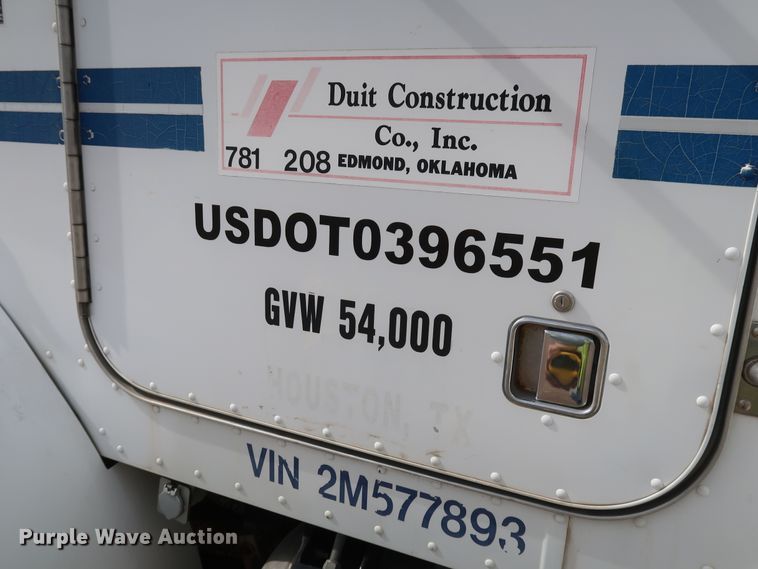 Duit Construction
Co., Inc.
781 208 EDMOND, OKLAHOMA
USDOT0396551
GVW 54,000
HOUSTON, TX
VIN 2M577893
Purple Wave Auction